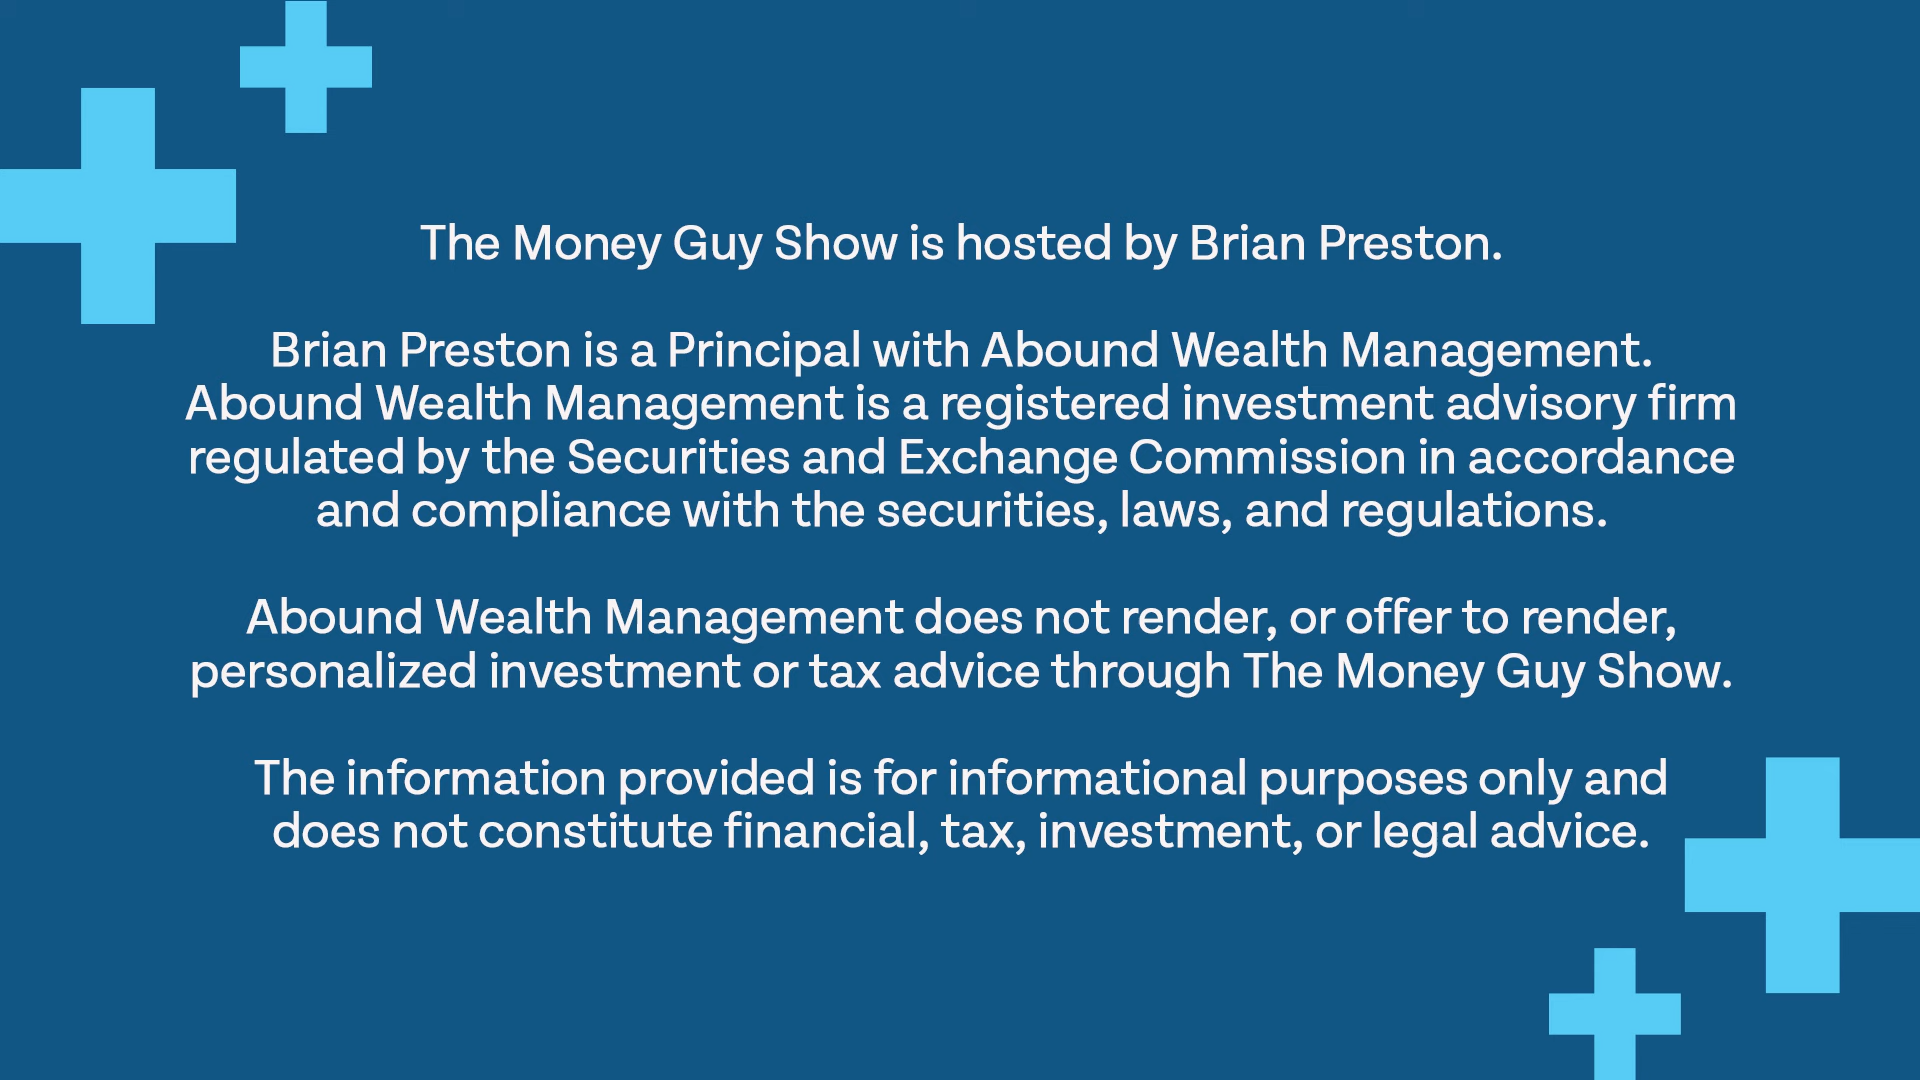 The Money Guy Show is hosted by Brian Preston.
Brian Preston is a Principal with Abound Wealth Management.
Abound Wealth Management is a registered investment advisory firm
regulated by the Securities and Exchange Commission in accordance
and compliance with the securities, laws, and regulations.
Abound Wealth Management does not render, or offer to render,
personalized investment or tax advice through The Money Guy Show.
The information provided is for informational purposes only and
does not constitute financial, tax, investment, or legal advice.